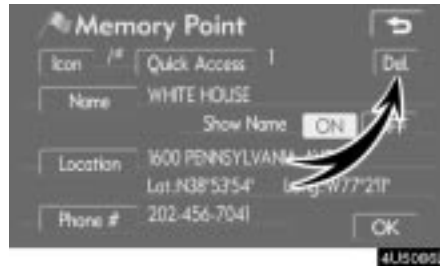 Memory Point
Icon Quick Access 1 Del.
Name WHITE HOUSE
Show Name ON
Location 1600 PENNSYLVANIA
Lat.N38°53'54"
Phone # 202-456-7041
OK